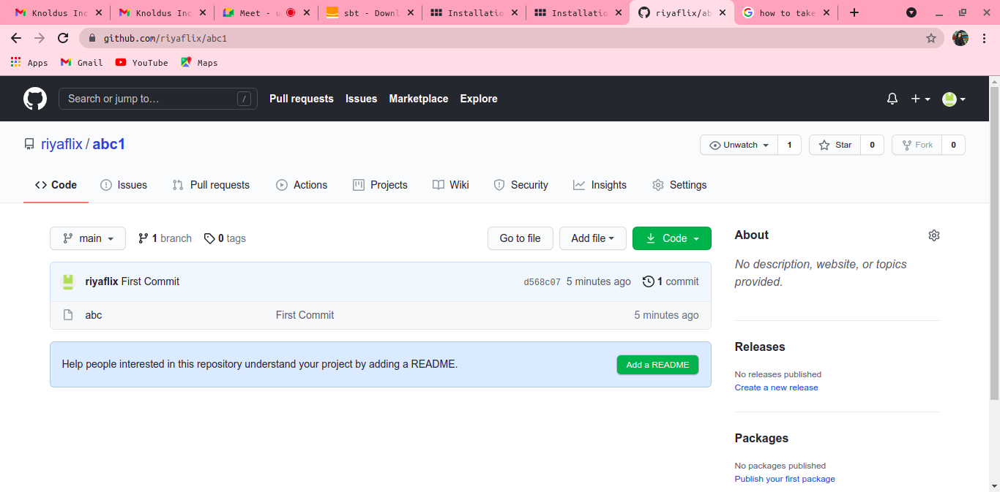 Knoldus Inc Knoldus Inc Meet - u sbt - Downl Installatio Installatio riyaflix/ab how to take
github.com/riyaflix/abc1
Apps Gmail YouTube Maps
Search or jump to… / Pull requests Issues Marketplace Explore
riyaflix / abc1 Unwatch 1 Star 0 Fork 0
Code Issues Pull requests Actions Projects Wiki Security Insights Settings
main 1 branch 0 tags Go to file Add file Code
riyaflix First Commit d568c07 5 minutes ago 1 commit
abc First Commit 5 minutes ago
Help people interested in this repository understand your project by adding a README. Add a README
About
No description, website, or topics
provided.
Releases
No releases published
Create a new release
Packages
No packages published
Publish your first package